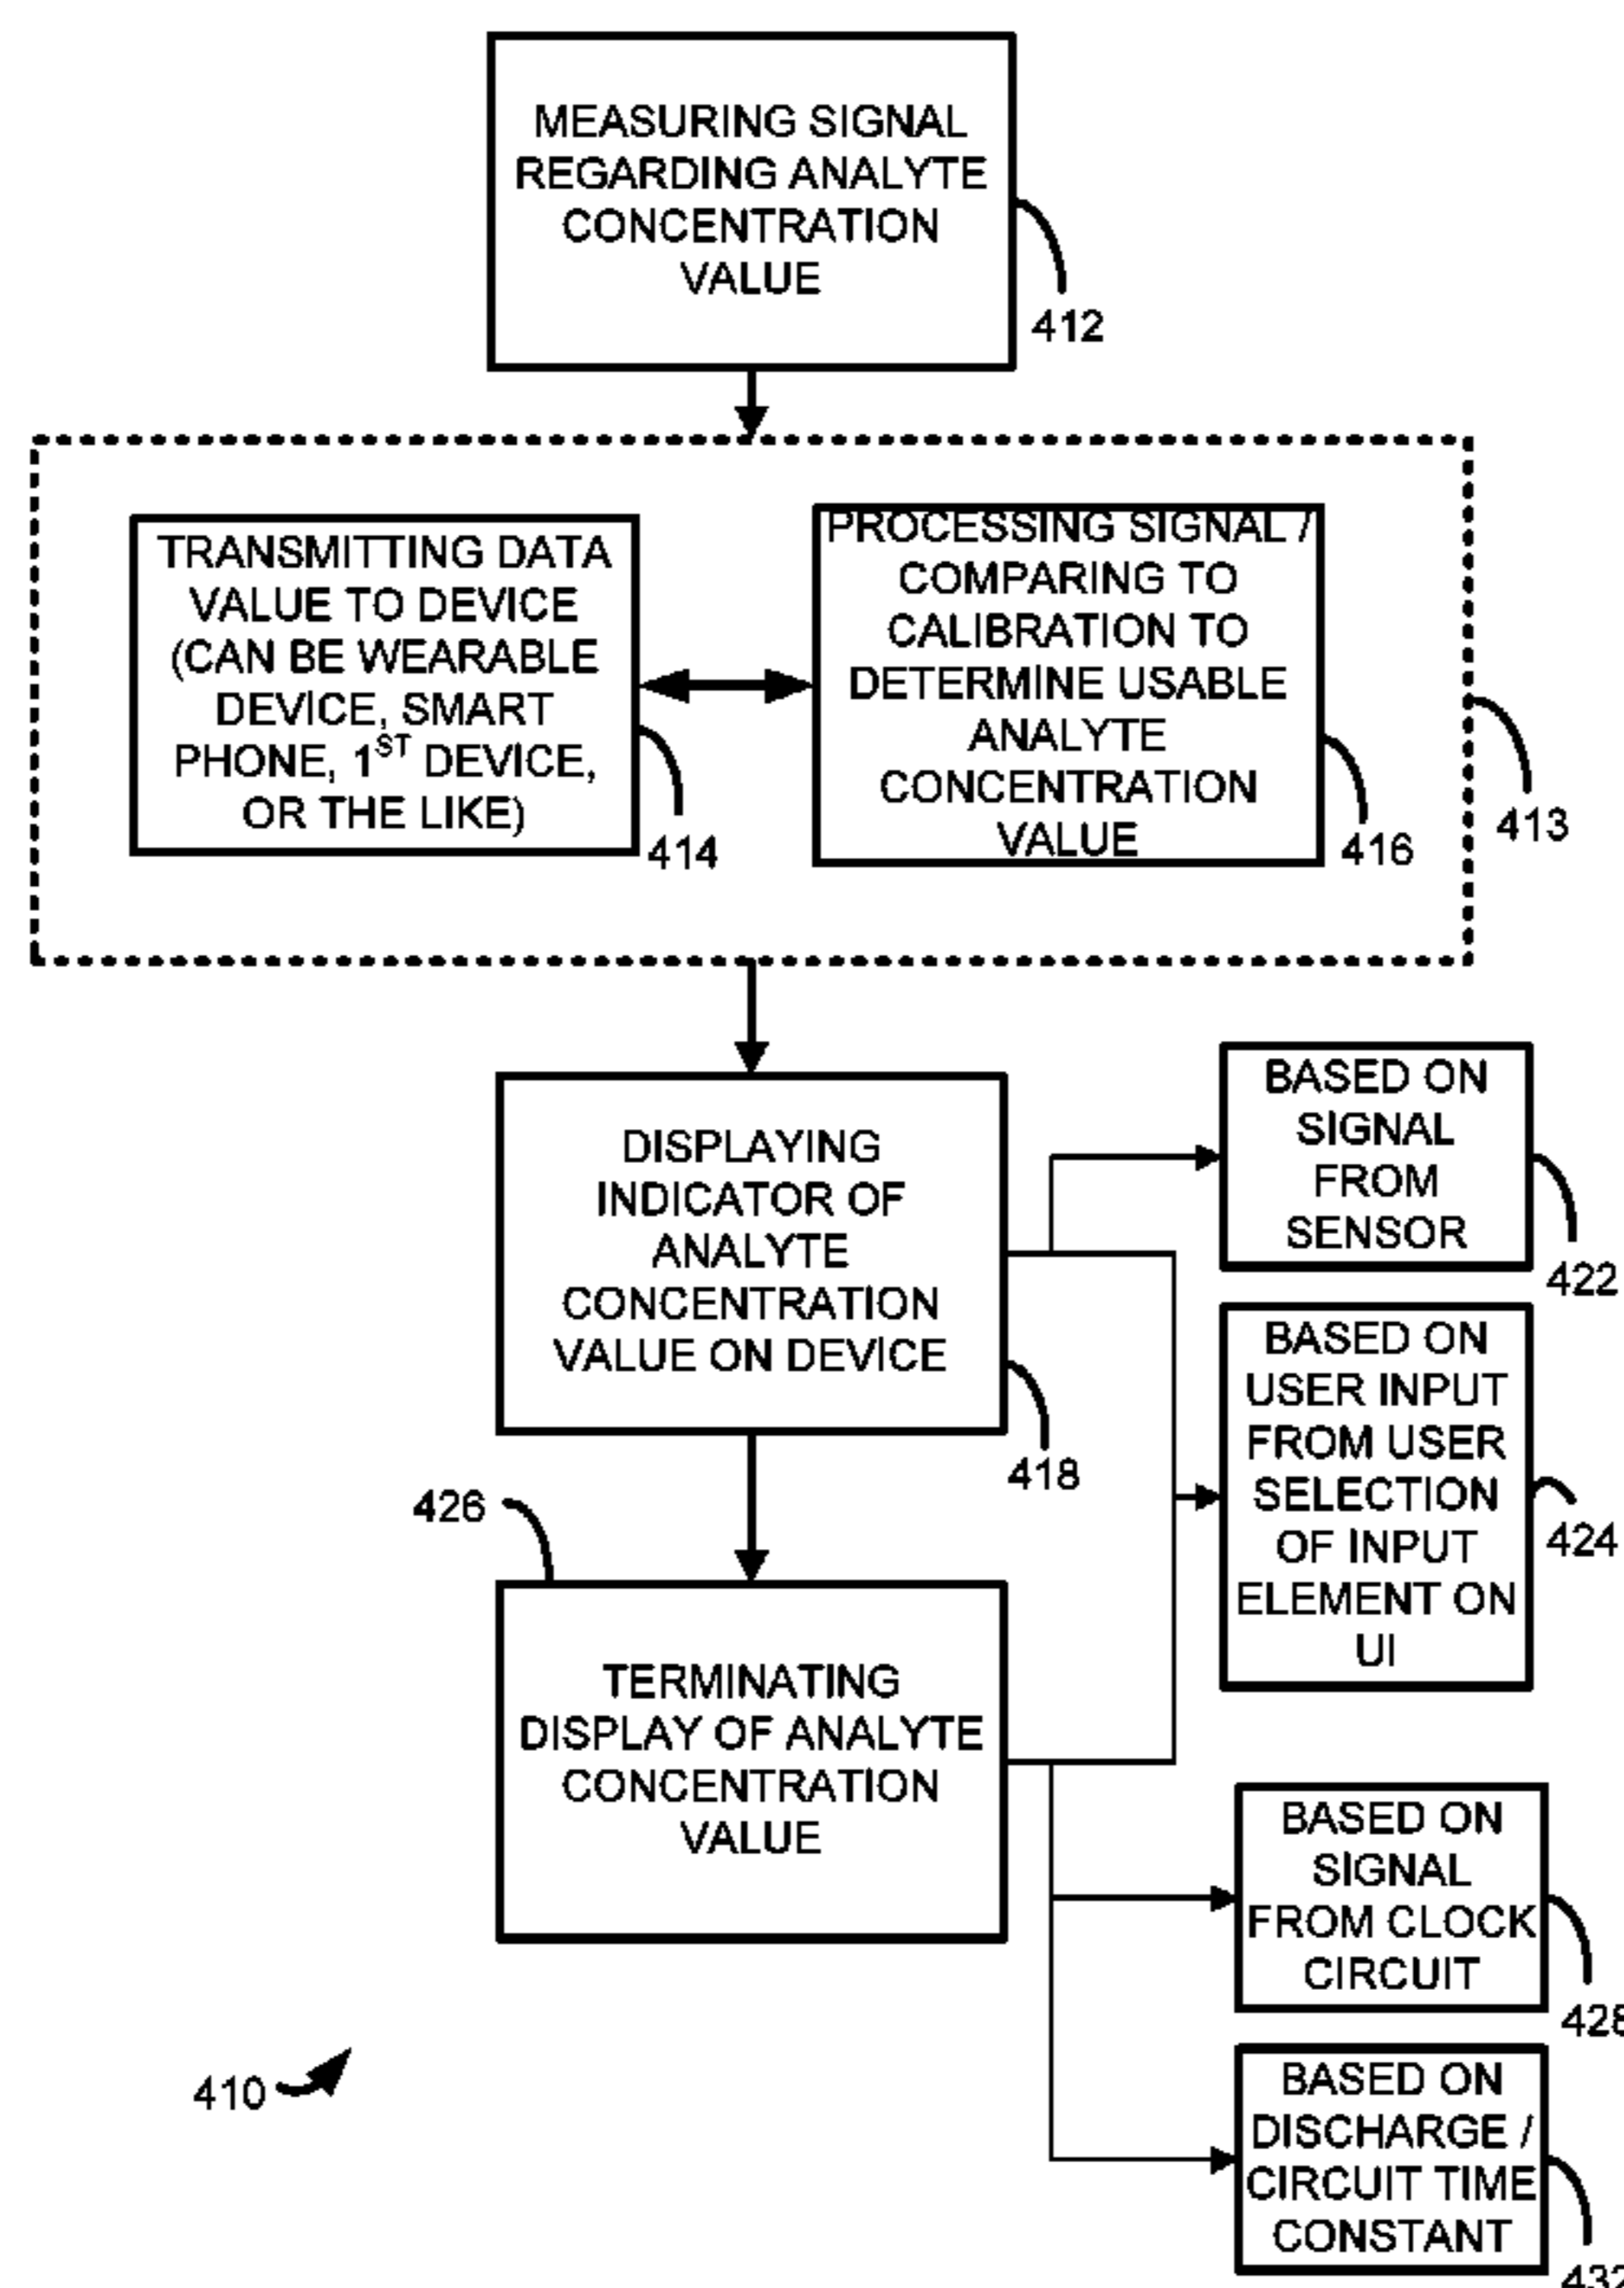 MEASURING SIGNAL
REGARDING ANALYTE
CONCENTRATION
VALUE
412
TRANSMITTING DATA
VALUE TO DEVICE
(CAN BE WEARABLE
DEVICE, SMART
PHONE, 1ST DEVICE,
OR THE LIKE)
414
PROCESSING SIGNAL /
COMPARING TO
CALIBRATION TO
DETERMINE USABLE
ANALYTE
CONCENTRATION
VALUE
416
413
DISPLAYING
INDICATOR OF
ANALYTE
CONCENTRATION
VALUE ON DEVICE
418
BASED ON
SIGNAL
FROM
SENSOR
422
BASED ON
USER INPUT
FROM USER
SELECTION
OF INPUT
ELEMENT ON
UI
424
426
TERMINATING
DISPLAY OF ANALYTE
CONCENTRATION
VALUE
BASED ON
SIGNAL
FROM CLOCK
CIRCUIT
428
410
BASED ON
DISCHARGE /
CIRCUIT TIME
CONSTANT
432